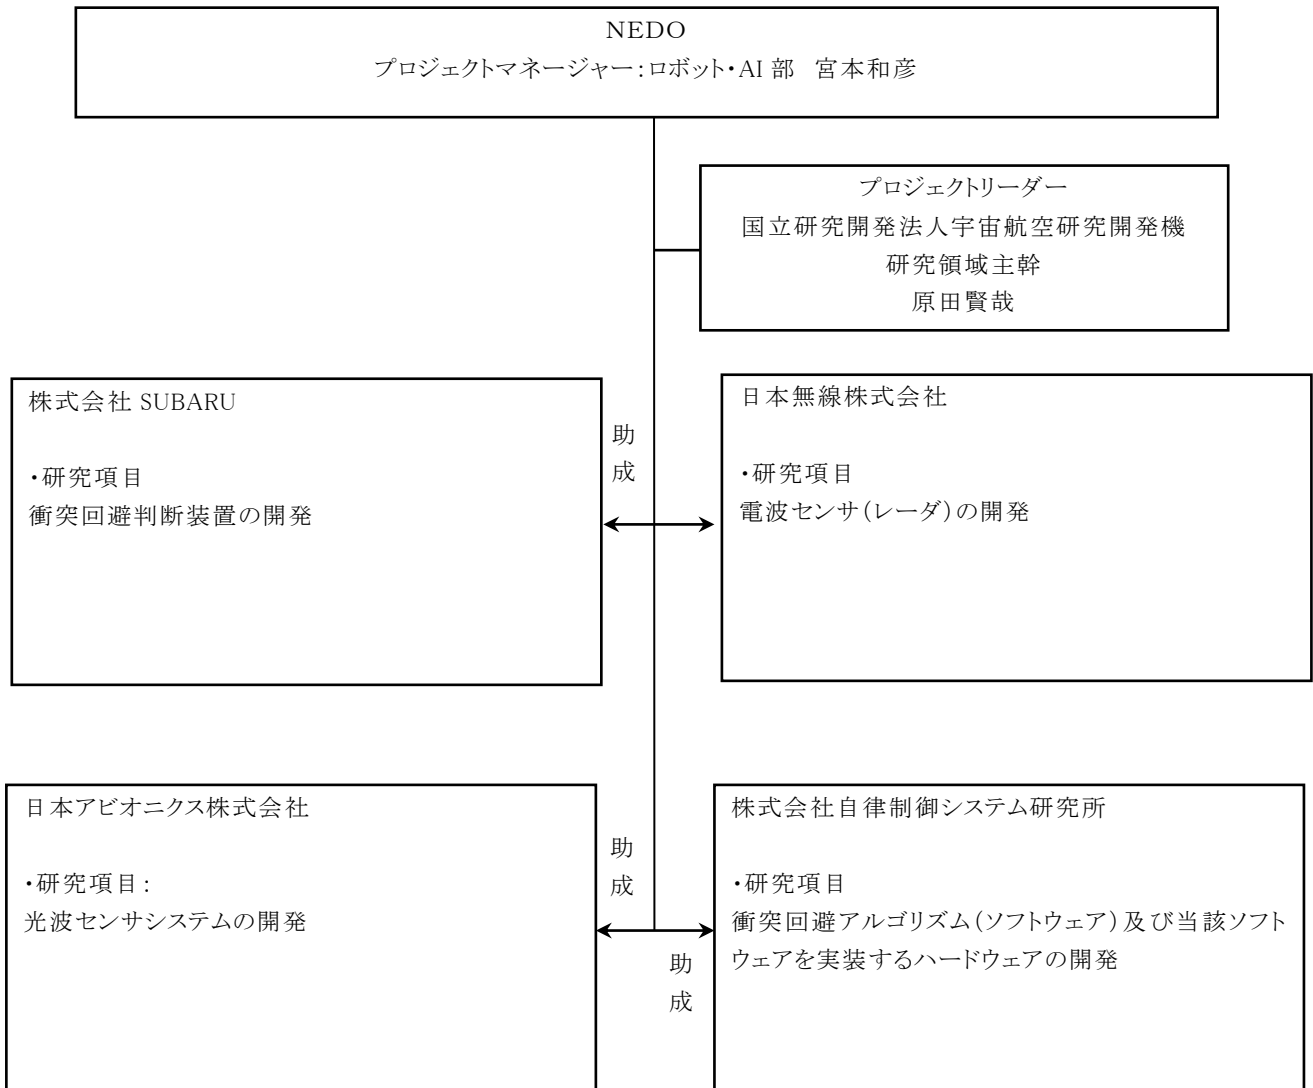 NEDO
プロジェクトマネージャー:ロボット・AI 部 宮本和彦
プロジェクトリーダー
国立研究開発法人宇宙航空研究開発機
研究領域主幹
原田賢哉
株式会社 SUBARU
・研究項目
衝突回避判断装置の開発
助
成
日本無線株式会社
・研究項目
電波センサ(レーダ)の開発
日本アビオニクス株式会社
・研究項目:
光波センサシステムの開発
助
成
助
成
株式会社自律制御システム研究所
・研究項目
衝突回避アルゴリズム(ソフトウェア)及び当該ソフト
ウェアを実装するハードウェアの開発